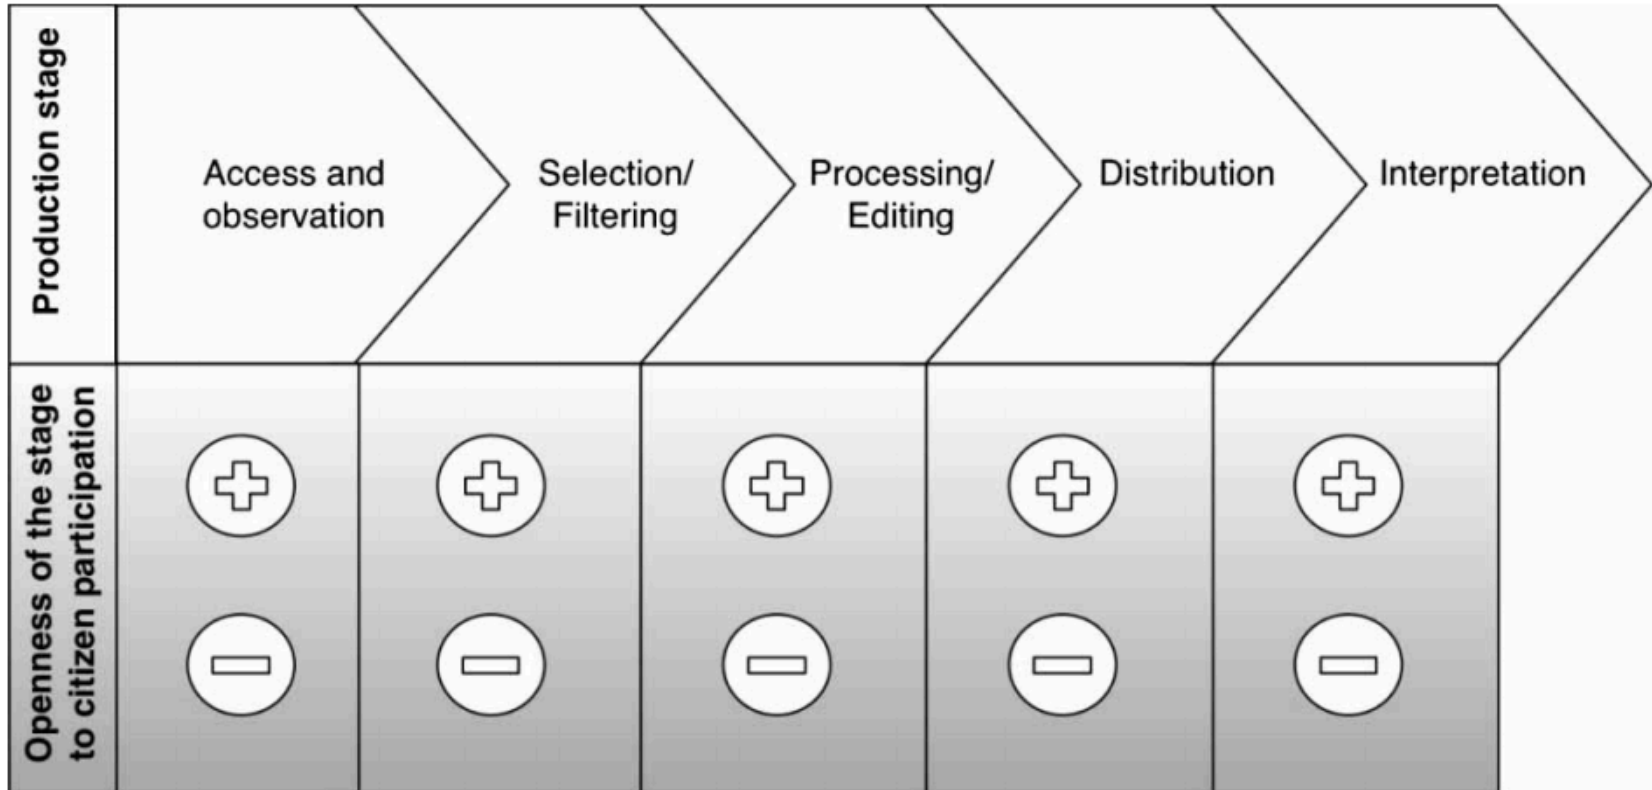 Production stage
Access and
observation
Selection/
Filtering
Processing/
Editing
Distribution
Interpretation
Openness of the stage
to citizen participation